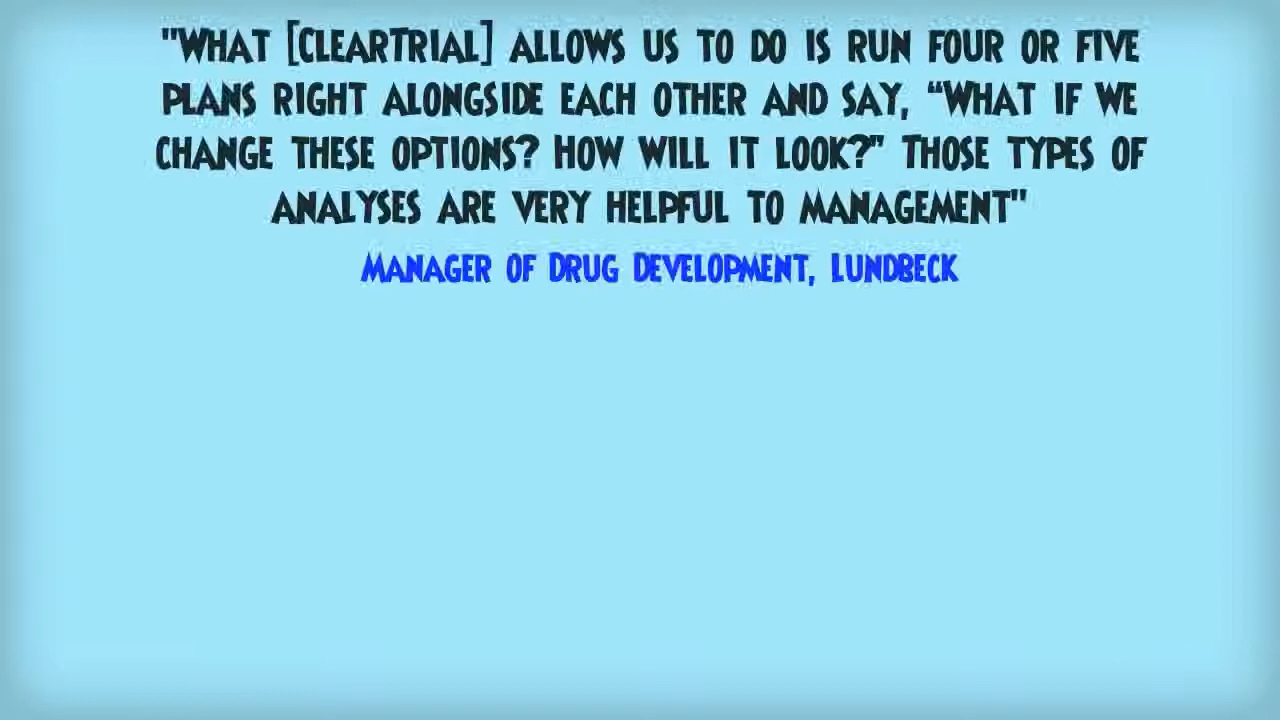 "What [ClearTrial] allows us to do is run four or five
plans right alongside each other and say, “What if we
change these options? How will it look?” Those types of
analyses are very helpful to management"
Manager of Drug Development, Lundbeck